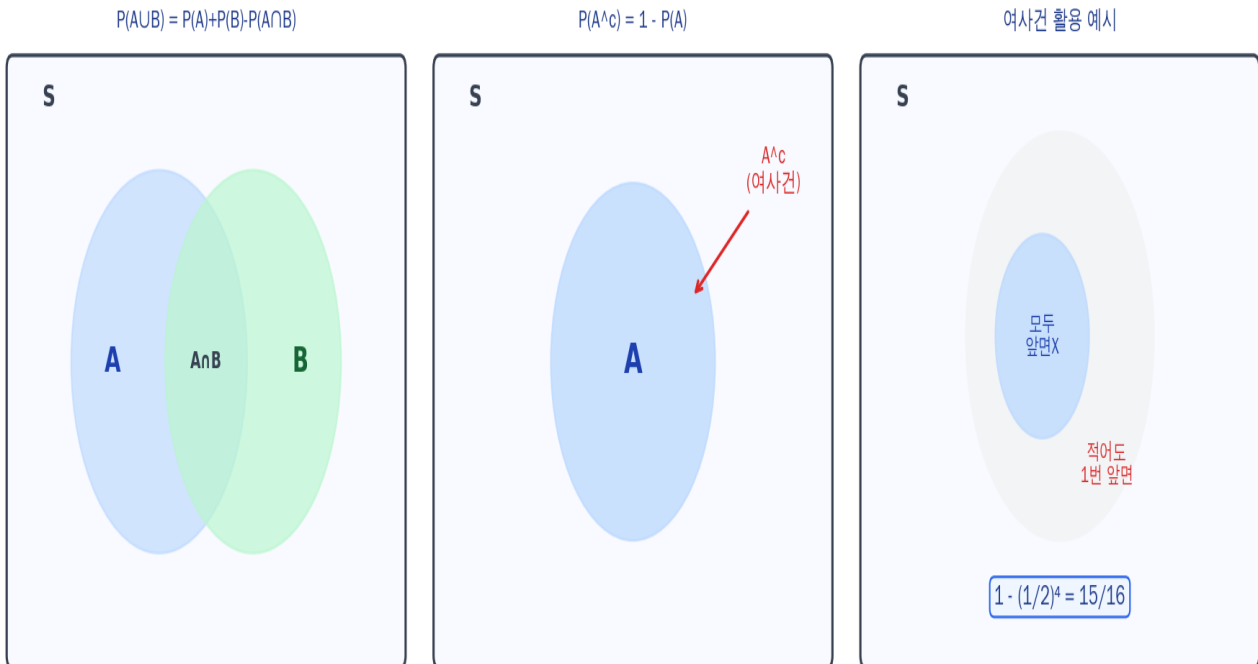 P(A∪B) = P(A)+P(B)-P(A∩B)
S
A
A∩B
B
P(A^c) = 1 - P(A)
S
A^c
(여사건)
A
여사건 활용 예시
S
모두
앞면X
적어도
1번 앞면
1 - (1/2)⁴ = 15/16